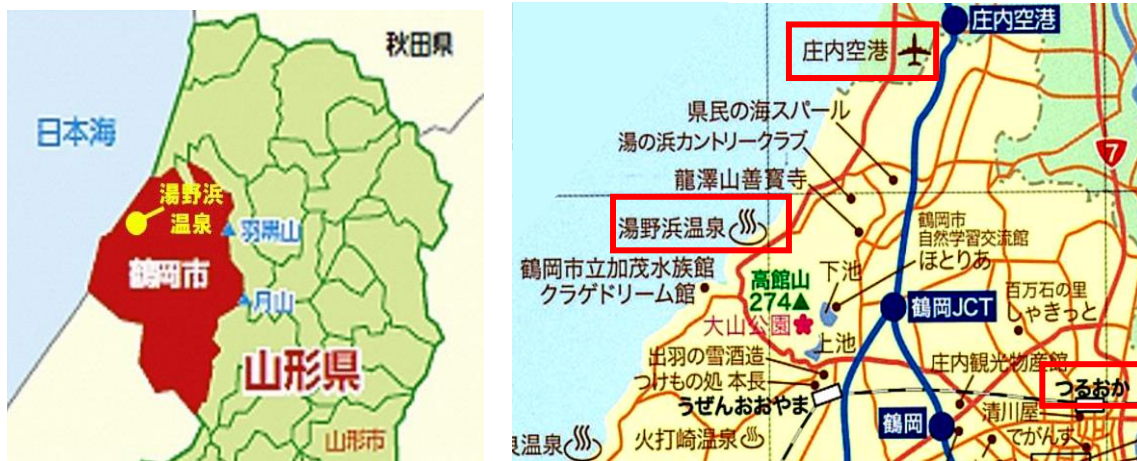 秋田県
日本海
湯野浜
温泉
羽黒山
鶴岡市
月山
山形県
山形市
庄内空港
庄内空港
県民の海スパール
湯の浜カントリークラブ
7
龍澤山善寳寺
湯野浜温泉
鶴岡市
自然学習交流館
ほとりあ
鶴岡市立加茂水族館
クラゲドリーム館
高館山
274▲
下池
鶴岡JCT
百万石の里
しゃきっと
大山公園
上池
出羽の雪酒造
つけもの処 本長
うぜんおおやま
庄内観光物産館
つるおか
鶴岡
清川屋
でがんす
泉温泉
火打崎温泉